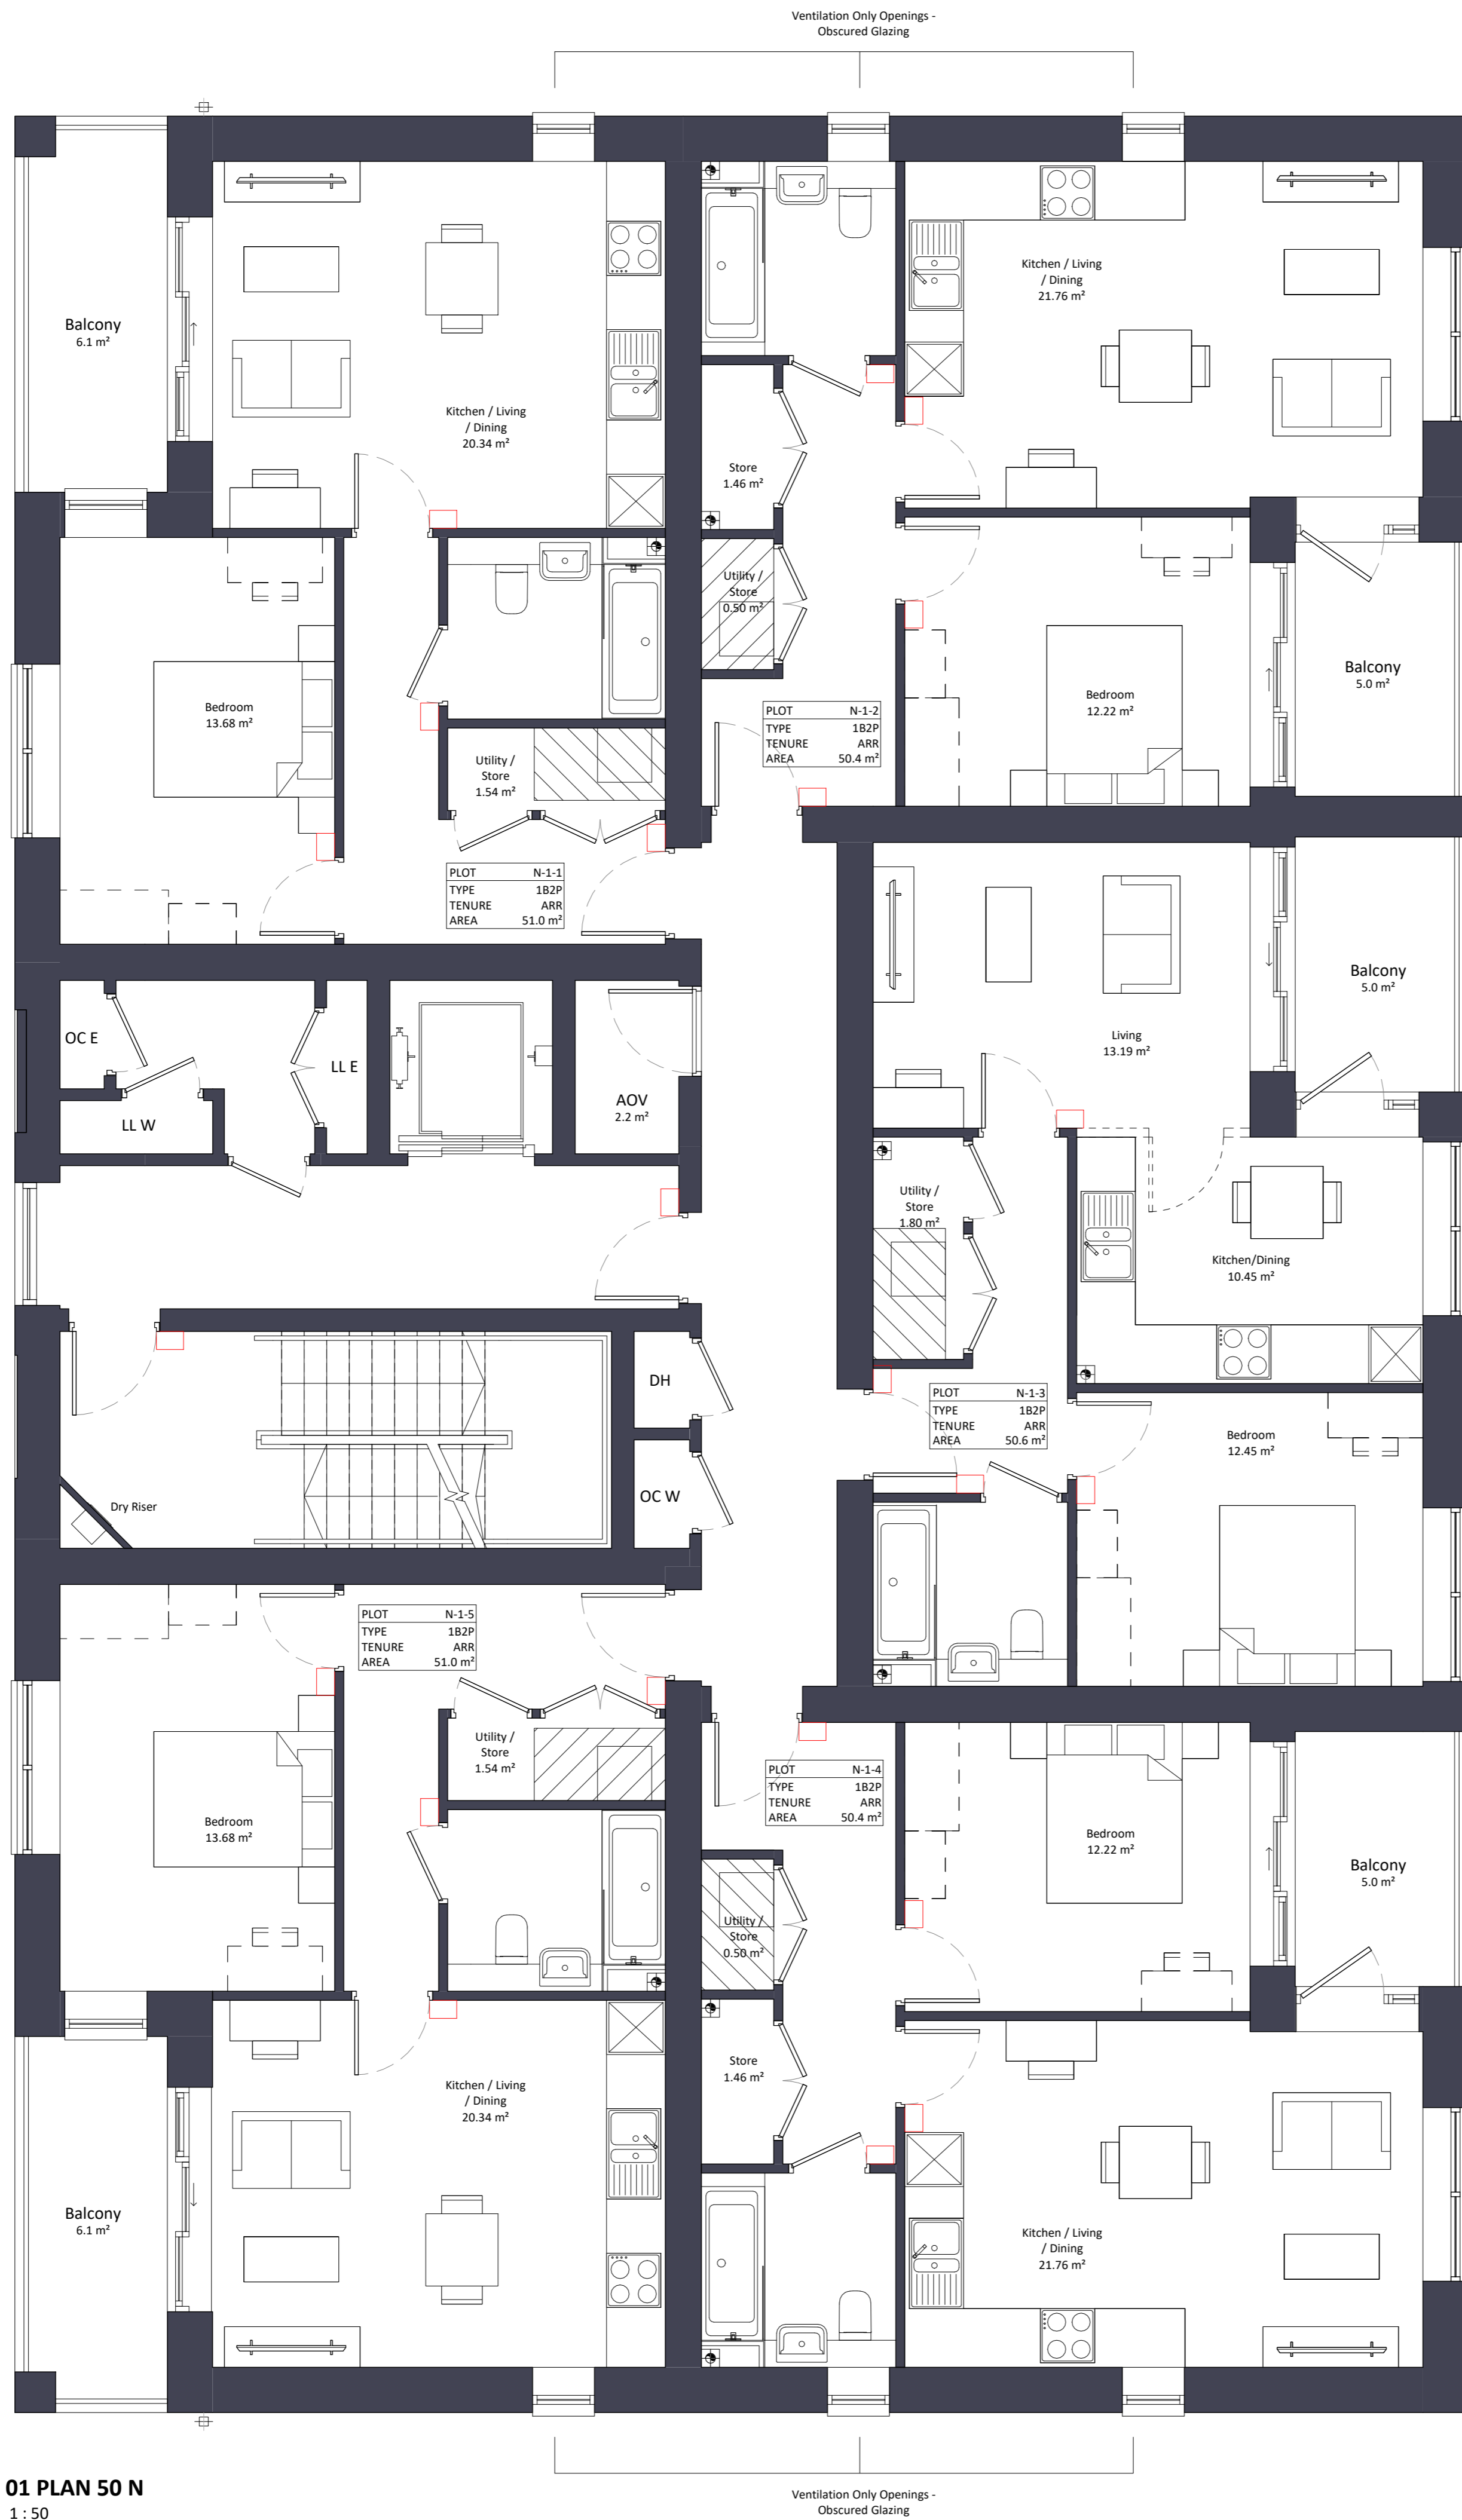 Ventilation Only Openings -
Obscured Glazing
Balcony
6.1 m²
Kitchen / Living
/ Dining
20.34 m²
Kitchen / Living
/ Dining
21.76 m²
Store
1.46 m²
Utility /
Store
0.50 m²
Bedroom
13.68 m²
Bedroom
12.22 m²
Balcony
5.0 m²
PLOT N-1-2
TYPE 1B2P
TENURE ARR
AREA 50.4 m²
Utility /
Store
1.54 m²
PLOT N-1-1
TYPE 1B2P
TENURE ARR
AREA 51.0 m²
Balcony
5.0 m²
Living
13.19 m²
OC E
LL E
LL W
AOV
2.2 m²
Utility /
Store
1.80 m²
Kitchen/Dining
10.45 m²
DH
PLOT N-1-3
TYPE 1B2P
TENURE ARR
AREA 50.6 m²
Bedroom
12.45 m²
OC W
Dry Riser
PLOT N-1-5
TYPE 1B2P
TENURE ARR
AREA 51.0 m²
Utility /
Store
1.54 m²
PLOT N-1-4
TYPE 1B2P
TENURE ARR
AREA 50.4 m²
Bedroom
13.68 m²
Bedroom
12.22 m²
Balcony
5.0 m²
Utility /
Store
0.50 m²
Store
1.46 m²
Kitchen / Living
/ Dining
20.34 m²
Balcony
6.1 m²
Kitchen / Living
/ Dining
21.76 m²
01 PLAN 50 N
1 : 50
Ventilation Only Openings -
Obscured Glazing